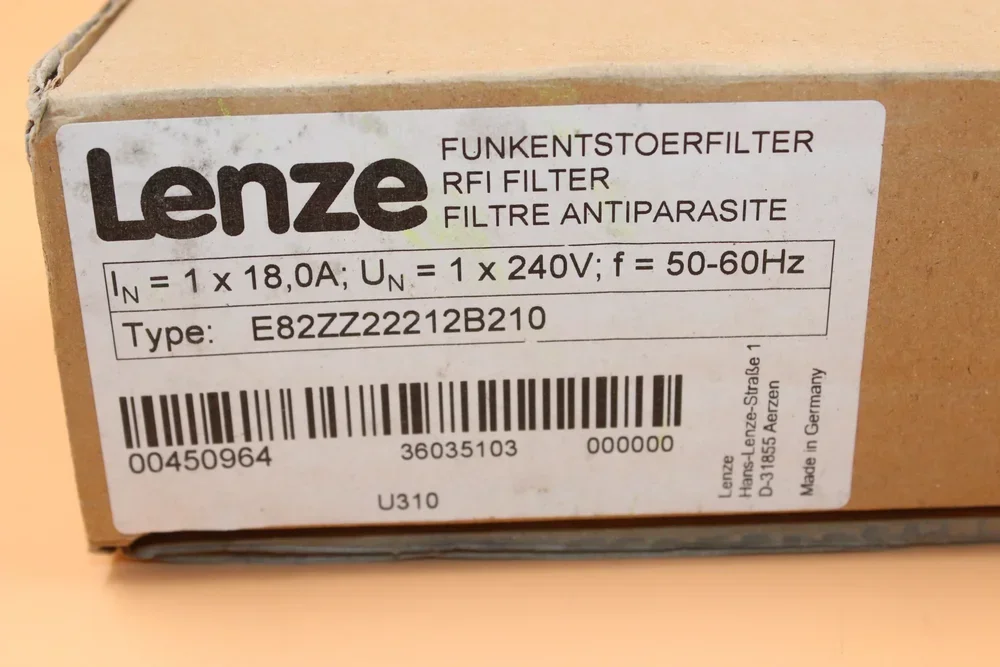 Lenze
FUNKENTSTOERFILTER
RFI FILTER
FILTRE ANTIPARASITE
IN = 1 x 18,0A; UN = 1 x 240V; f = 50-60Hz
Type: E82ZZ22212B210
00450964 36035103 000000
U310
Lenze
Hans-Lenze-Straße 1
D-31855 Aerzen
Made in Germany